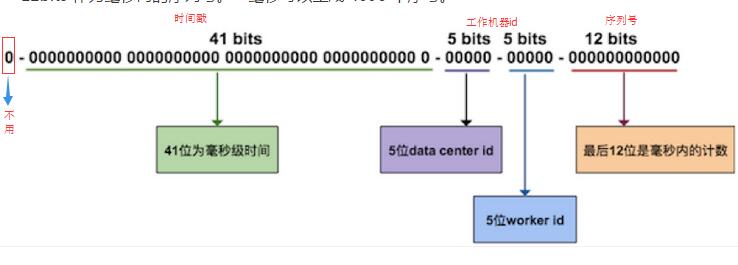 时间戳
工作机器id
序列号
41 bits
5 bits
5 bits
12 bits
0 - 0000000000 0000000000 0000000000 0000000000 0 - 00000 - 00000 - 000000000000
不用
41位为毫秒级时间
5位data center id
最后12位是毫秒内的计数
5位worker id